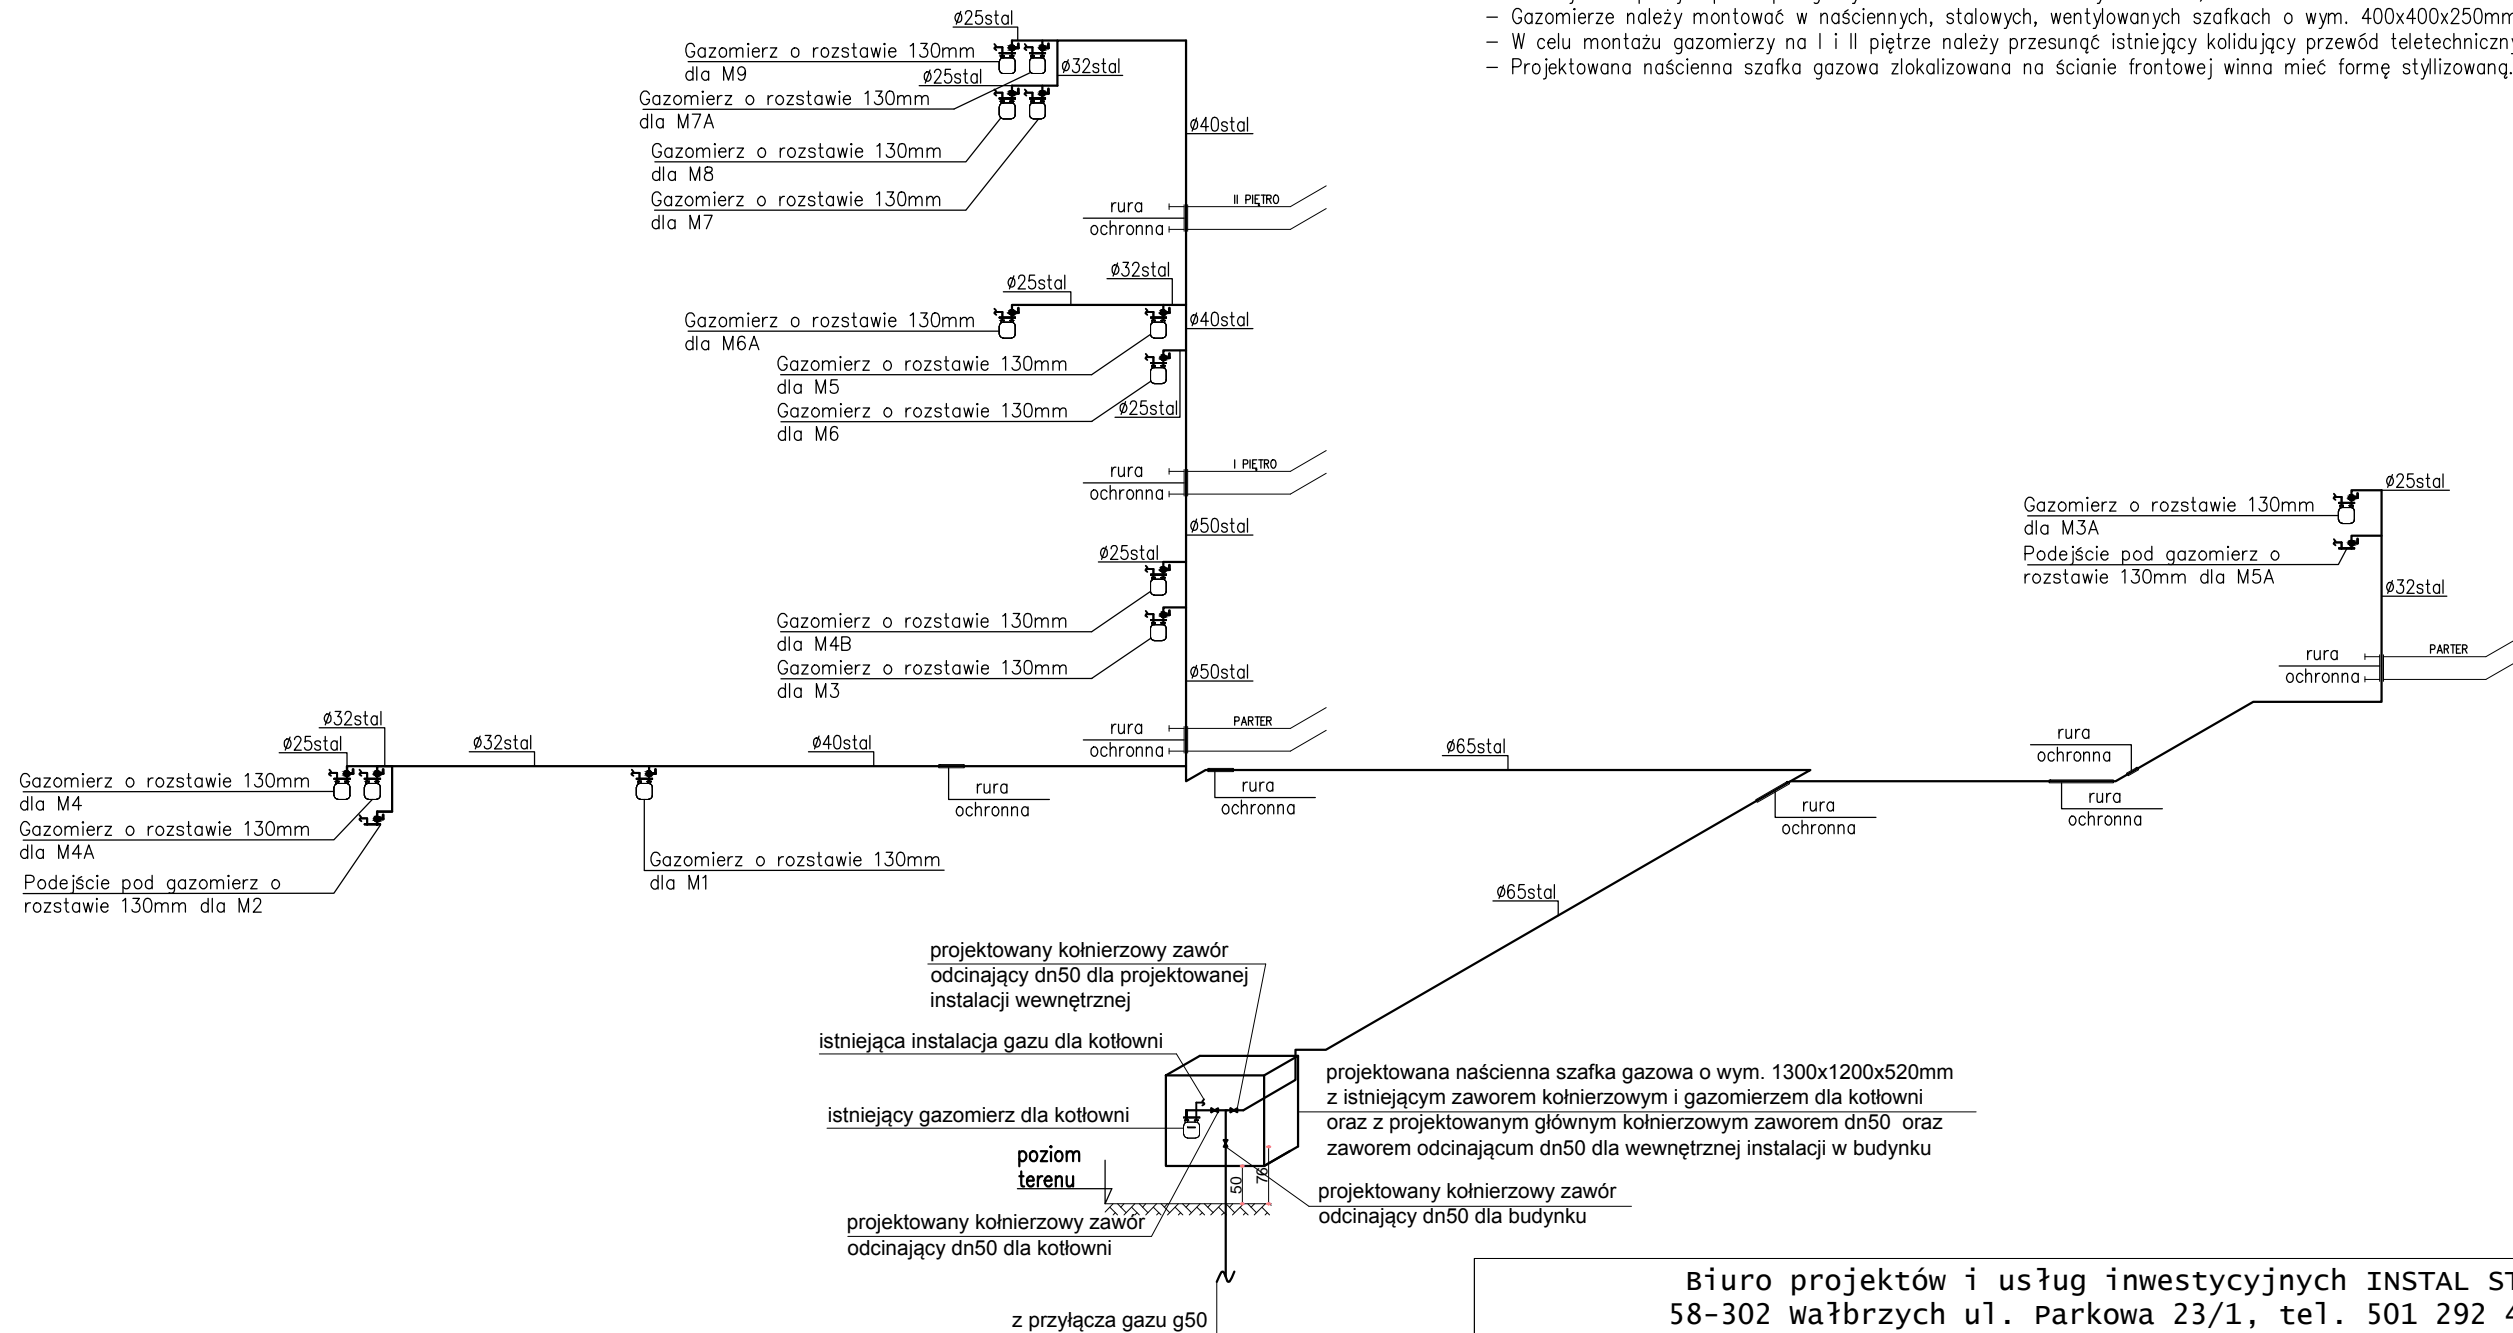 – Gazomierze należy montować w naściennych, stalowych, wentylowanych szafkach o wym. 400x400x250mm
– W celu montażu gazomierzy na I i II piętrze należy przesunąć istniejący kolidujący przewód teletechniczny
– Projektowana naścienna szafka gazowa zlokalizowana na ścianie frontowej winna mieć formę styllizowaną.
ø25stal
Gazomierz o rozstawie 130mm
dla M9
ø25stal
ø32stal
Gazomierz o rozstawie 130mm
dla M7A
ø40stal
Gazomierz o rozstawie 130mm
dla M8
Gazomierz o rozstawie 130mm
dla M7
rura
ochronna
II PIĘTRO
ø32stal
ø25stal
Gazomierz o rozstawie 130mm
dla M6A
ø40stal
Gazomierz o rozstawie 130mm
dla M5
Gazomierz o rozstawie 130mm
dla M6
ø25stal
rura
ochronna
I PIĘTRO
ø50stal
ø25stal
Gazomierz o rozstawie 130mm
dla M4B
Gazomierz o rozstawie 130mm
dla M3
ø50stal
rura
ochronna
PARTER
ø25stal
Gazomierz o rozstawie 130mm
dla M3A
Podejście pod gazomierz o
rozstawie 130mm dla M5A
ø32stal
rura
ochronna
PARTER
ø32stal
ø25stal
ø32stal
ø40stal
ø65stal
rura
ochronna
Gazomierz o rozstawie 130mm
dla M4
Gazomierz o rozstawie 130mm
dla M4A
Podejście pod gazomierz o
rozstawie 130mm dla M2
Gazomierz o rozstawie 130mm
dla M1
rura
ochronna
rura
ochronna
rura
ochronna
rura
ochronna
ø65stal
projektowany kołnierzowy zawór
odcinający dn50 dla projektowanej
instalacji wewnętrznej
istniejąca instalacja gazu dla kotłowni
istniejący gazomierz dla kotłowni
projektowana naścienna szafka gazowa o wym. 1300x1200x520mm
z istniejącym zaworem kołnierzowym i gazomierzem dla kotłowni
oraz z projektowanym głównym kołnierzowym zaworem dn50 oraz
zaworem odcinającum dn50 dla wewnętrznej instalacji w budynku
poziom
terenu
50
76
projektowany kołnierzowy zawór
odcinający dn50 dla budynku
projektowany kołnierzowy zawór
odcinający dn50 dla kotłowni
z przyłącza gazu g50
Biuro projektów i usług inwestycyjnych INSTAL ST
58-302 Wałbrzych ul. Parkowa 23/1, tel. 501 292 4